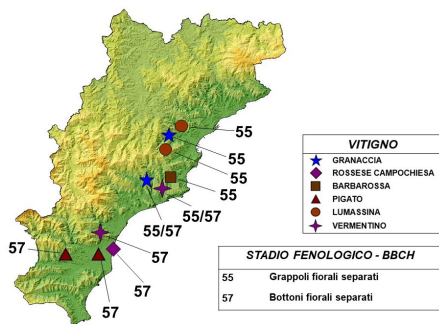 55
55
55
55
55/57
55/57
57
57
57
57
VITIGNO
GRANACCIA
ROSSESE CAMPOCHIESA
BARBAROSSA
PIGATO
LUMASSINA
VERMENTINO
STADIO FENOLOGICO - BBCH
55 Grappoli fiorali separati
57 Bottoni fiorali separati